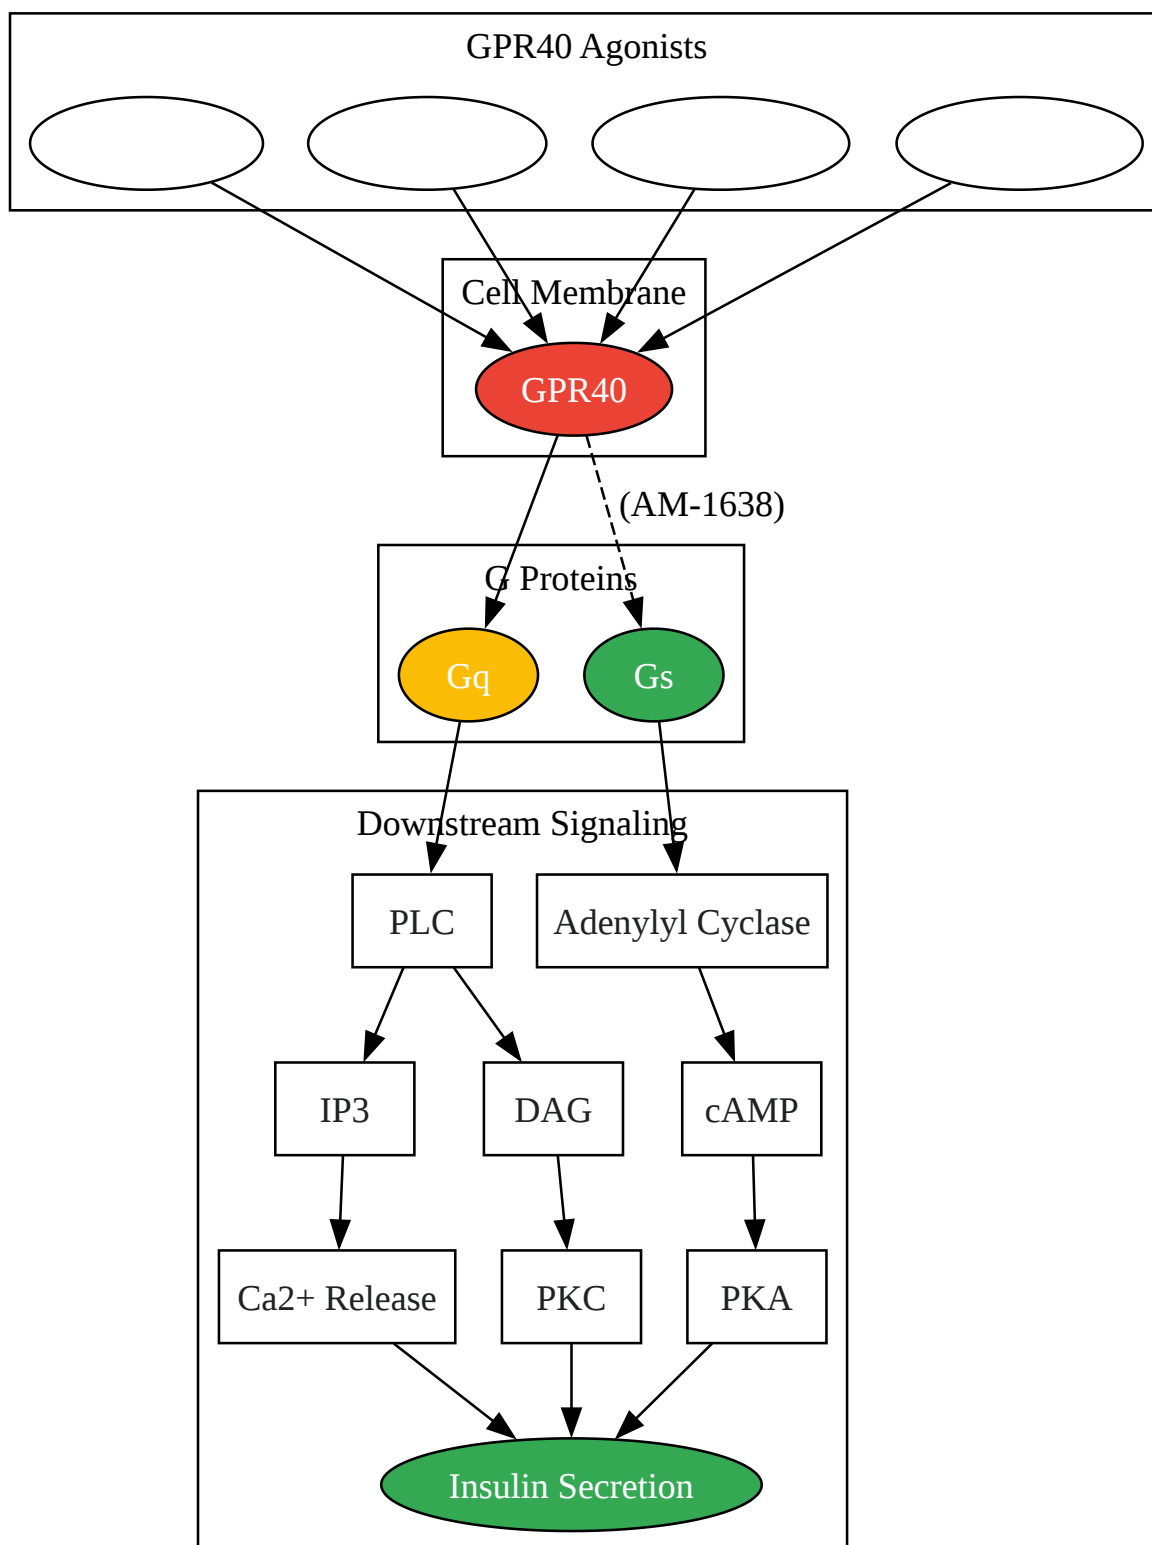 GPR40 Agonists
Cell Membrane
GPR40
(AM-1638)
G Proteins
Gq
Gs
Downstream Signaling
PLC
Adenylyl Cyclase
IP3
DAG
cAMP
Ca2+ Release
PKC
PKA
Insulin Secretion